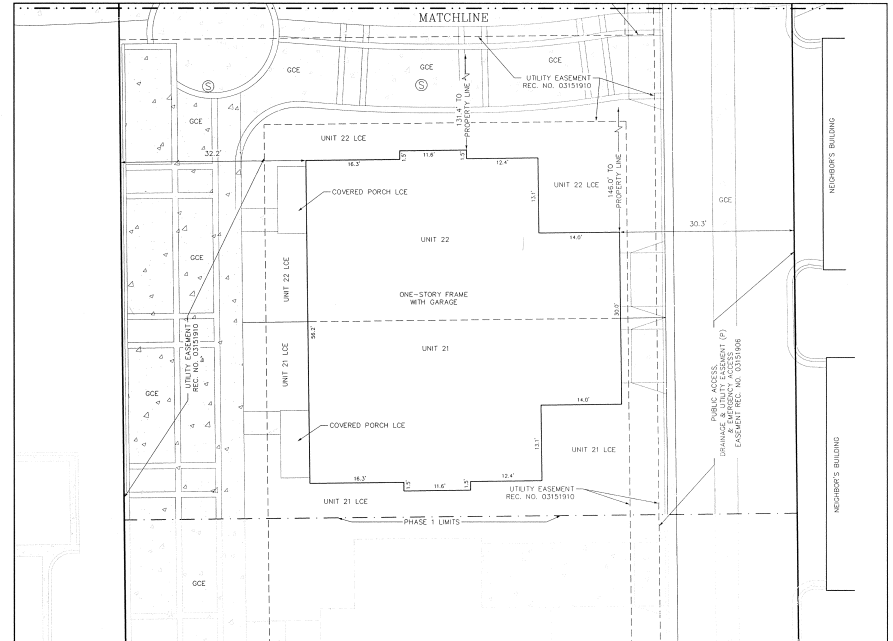 MATCHLINE
GCE
GCE
GCE
S
S
UTILITY EASEMENT
REC. NO. 03151910
GCE
131.4' TO
PROPERTY LINE
UNIT 22 LCE
32.2'
16.3'
1.5'
11.6'
1.5'
12.4'
COVERED PORCH LCE
13.1'
UNIT 22 LCE
146.0' TO
PROPERTY LINE
GCE
NEIGHBOR'S BUILDING
UNIT 22
14.0'
30.3'
GCE
UNIT 22 LCE
ONE-STORY FRAME
WITH GARAGE
56.2'
30.0'
UTILITY EASEMENT
REC. NO. 03151910
UNIT 21 LCE
UNIT 21
PUBLIC ACCESS,
DRAINAGE & UTILITY EASEMENT (P)
& EMERGENCY ACCESS
EASEMENT REC. NO. 03151906
GCE
14.0'
COVERED PORCH LCE
13.1'
UNIT 21 LCE
NEIGHBOR'S BUILDING
16.3'
1.5'
11.6'
1.5'
12.4'
UTILITY EASEMENT
REC. NO. 03151910
UNIT 21 LCE
PHASE 1 LIMITS
GCE